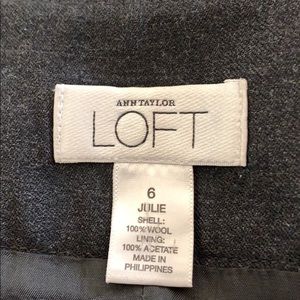 ANN TAYLOR
LOFT
6
JULIE
SHELL:
100% WOOL
LINING:
100% ACETATE
MADE IN
PHILIPPINES